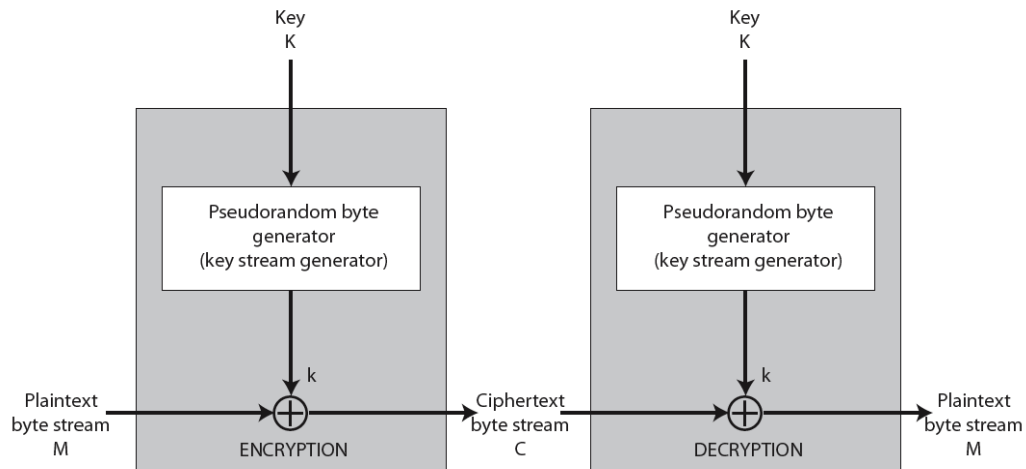 Key
K
Key
K
Pseudorandom byte
generator
(key stream generator)
Pseudorandom byte
generator
(key stream generator)
k
k
Plaintext
byte stream
M
ENCRYPTION
Ciphertext
byte stream
C
DECRYPTION
Plaintext
byte stream
M